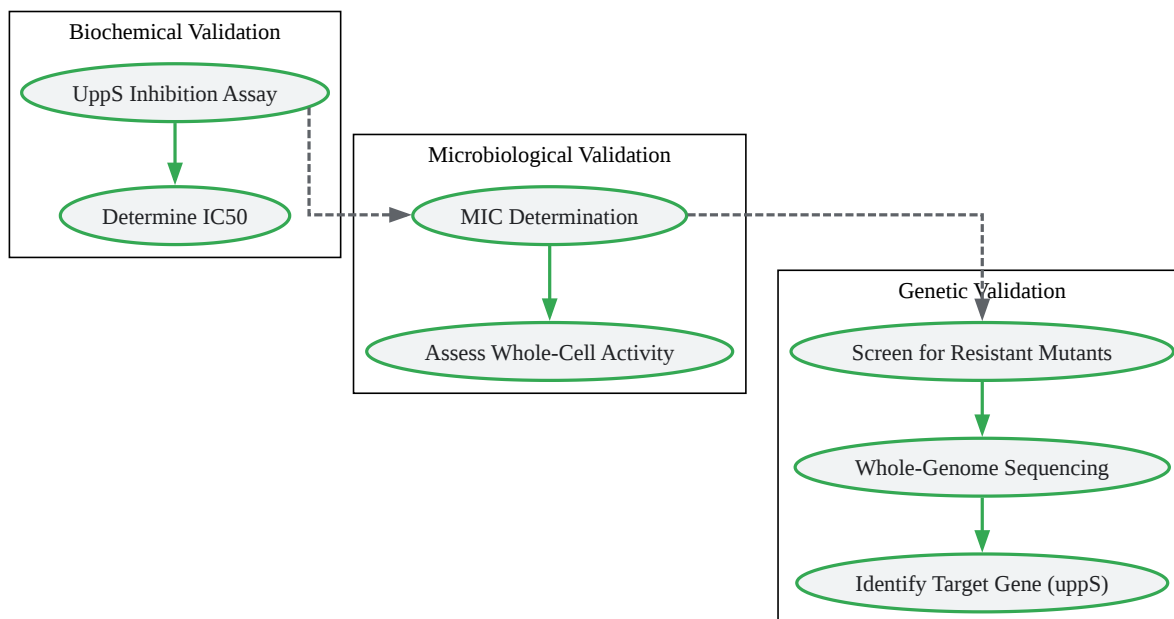 Biochemical Validation
UppS Inhibition Assay
Determine IC50
Microbiological Validation
MIC Determination
Assess Whole-Cell Activity
Genetic Validation
Screen for Resistant Mutants
Whole-Genome Sequencing
Identify Target Gene (uppS)